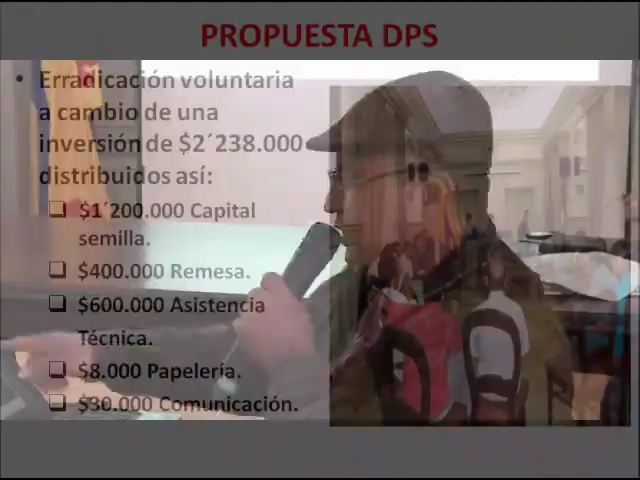 PROPUESTA DPS
• Erradicación voluntaria
a cambio de una
inversión de $2´238.000
distribuidos así:
❑ $1´200.000 Capital
semilla.
❑ $400.000 Remesa.
❑ $600.000 Asistencia
Técnica.
❑ $8.000 Papelería.
❑ $30.000 Comunicación.